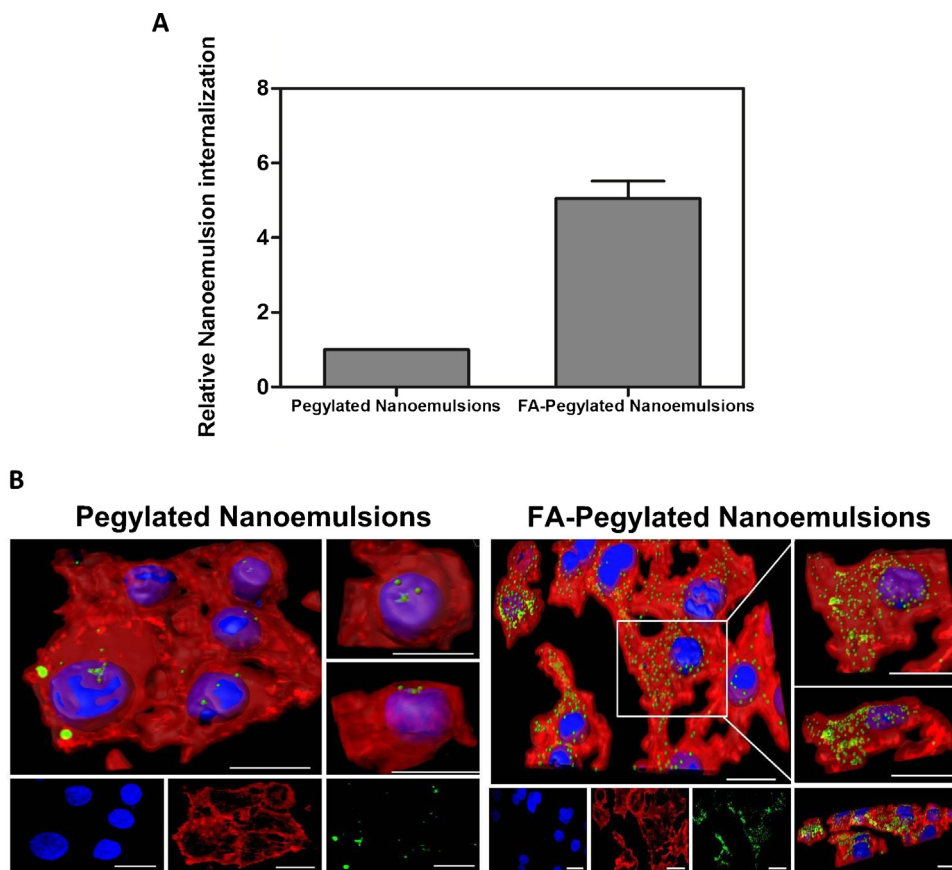 A
Relative Nanoemulsion internalization
8
6
4
2
0
Pegylated Nanoemulsions
FA-Pegylated Nanoemulsions
B
Pegylated Nanoemulsions
FA-Pegylated Nanoemulsions